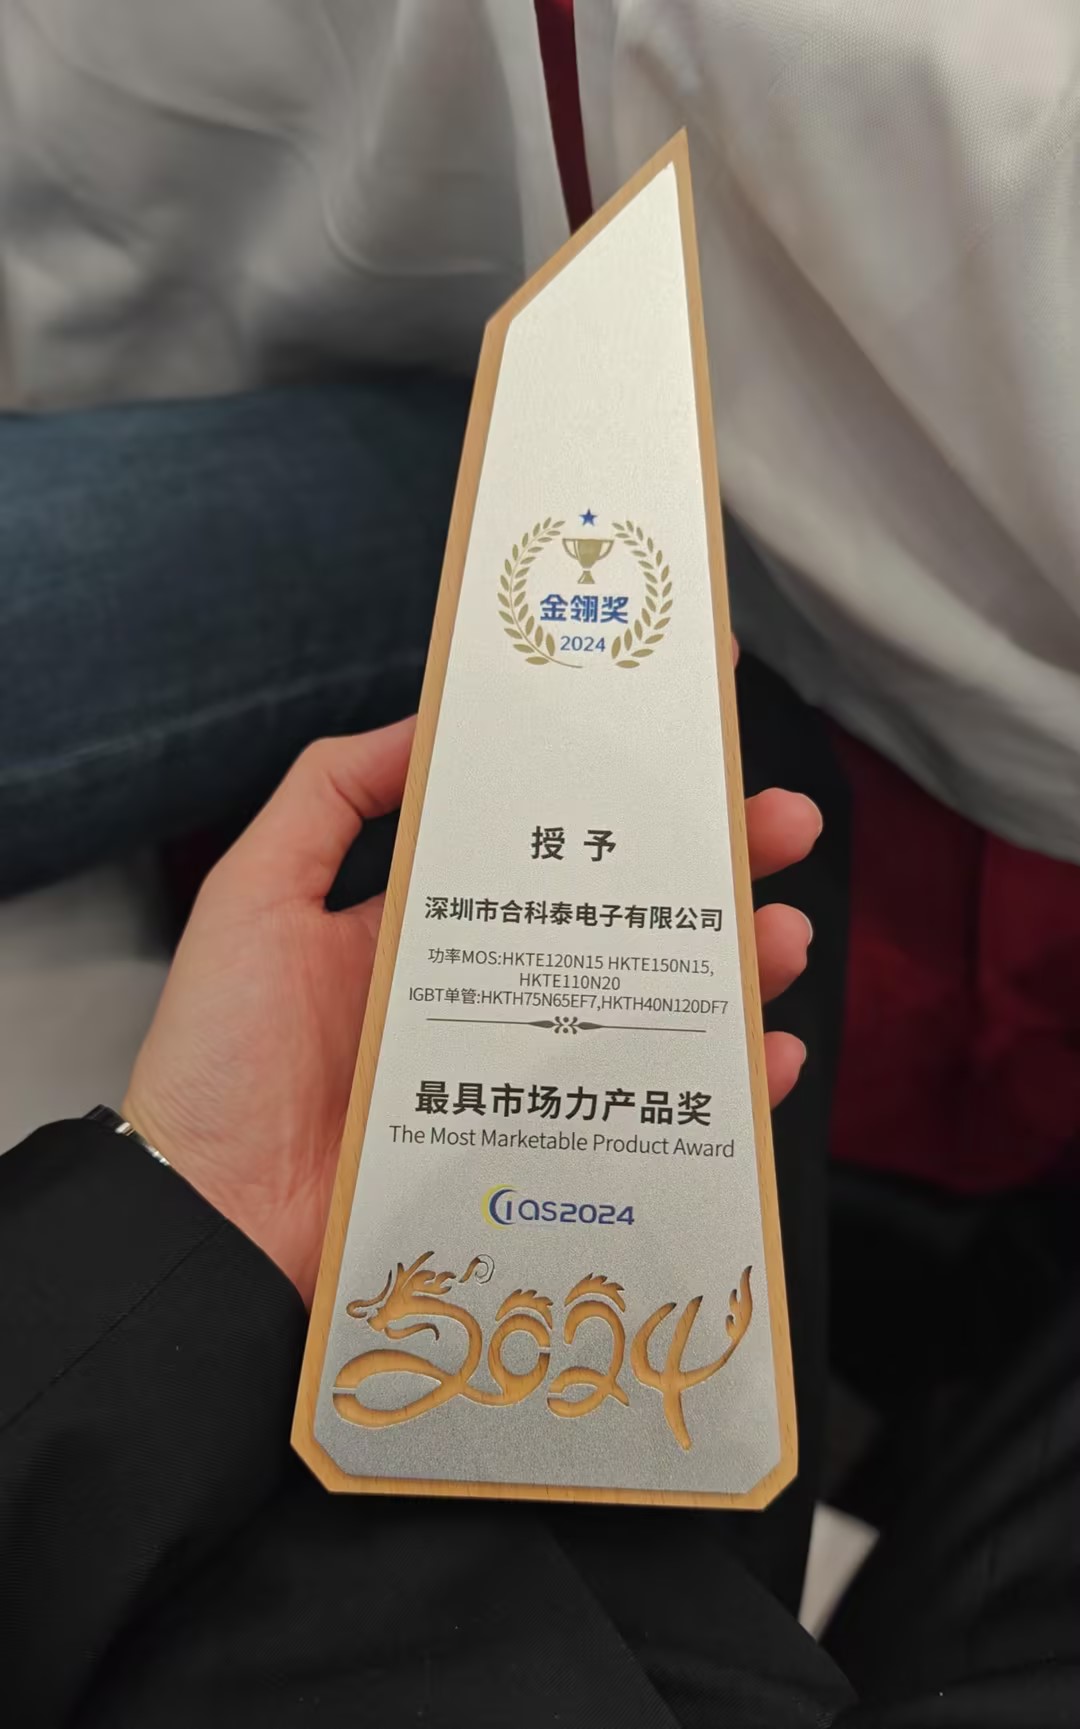 金翎奖
2024
授予
深圳市合科泰电子有限公司
功率MOS:HKTE120N15 HKTE150N15,
HKTE110N20
IGBT单管:HKTH75N65EF7,HKTH40N120DF7
最具市场力产品奖
The Most Marketable Product Award
Cias2024
2024